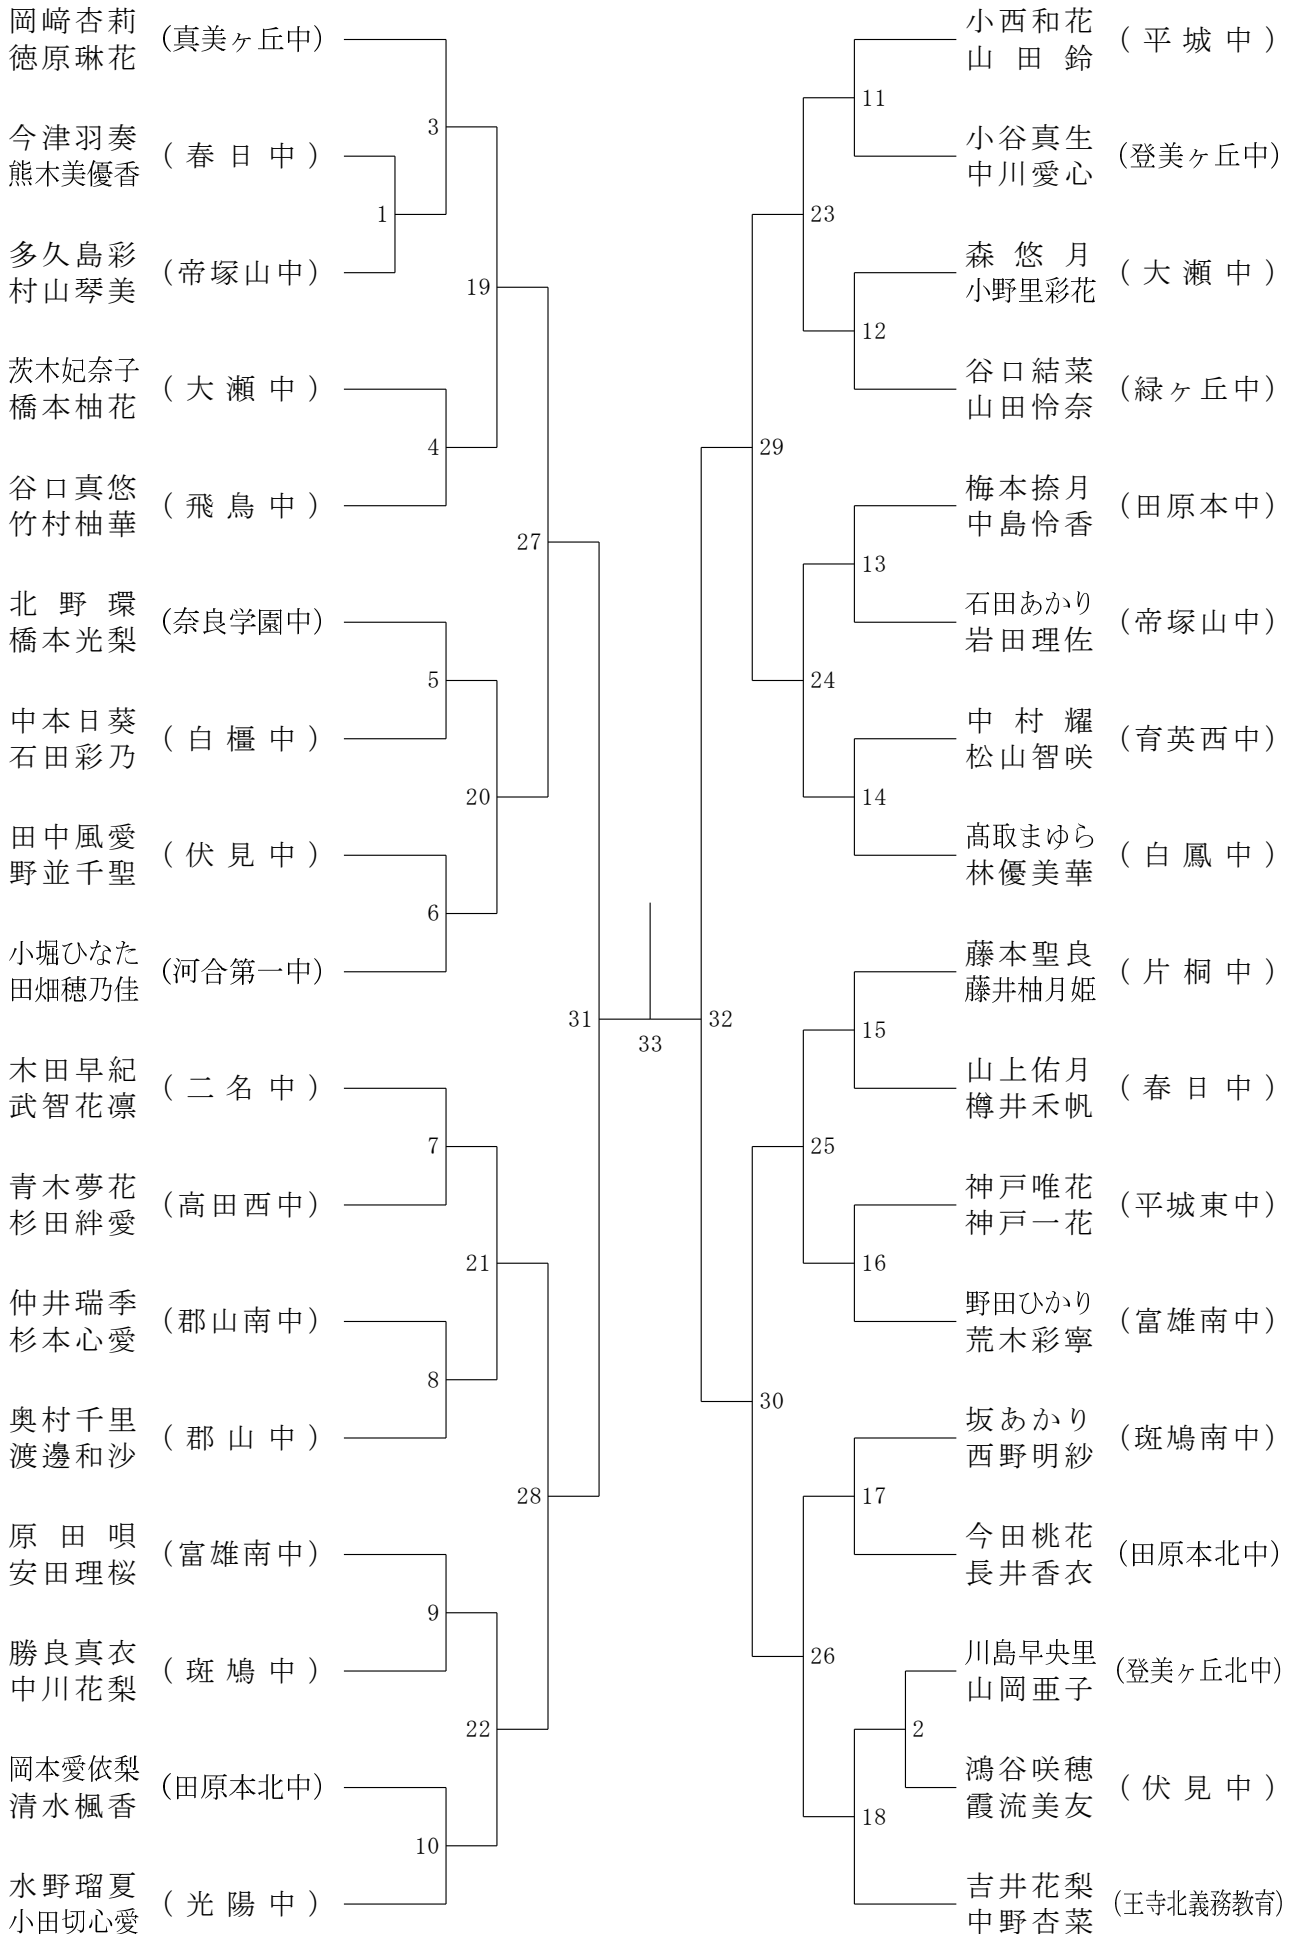 岡﨑杏莉
徳原琳花
(真美ヶ丘中)
今津羽奏
熊木美優香
(春日中)
多久島彩
村山琴美
(帝塚山中)
茨木妃奈子
橋本柚花
(大瀬中)
谷口真悠
竹村柚華
(飛鳥中)
北野環
橋本光梨
(奈良学園中)
中本日葵
石田彩乃
(白橿中)
田中風愛
野並千聖
(伏見中)
小堀ひなた
田畑穂乃佳
(河合第一中)
木田早紀
武智花凛
(二名中)
青木夢花
杉田絆愛
(高田西中)
仲井瑞季
杉本心愛
(郡山南中)
奥村千里
渡邊和沙
(郡山中)
原田唄
安田理桜
(富雄南中)
勝良真衣
中川花梨
(斑鳩中)
岡本愛依梨
清水楓香
(田原本北中)
水野瑠夏
小田切心愛
(光陽中)
1
3
4
5
6
7
8
9
10
19
20
21
22
27
28
31
33
32
29
30
23
24
25
26
11
12
13
14
15
16
17
18
2
小西和花
山田鈴
(平城中)
小谷真生
中川愛心
(登美ヶ丘中)
森悠月
小野里彩花
(大瀬中)
谷口結菜
山田怜奈
(緑ヶ丘中)
梅本捺月
中島怜香
(田原本中)
石田あかり
岩田理佐
(帝塚山中)
中村耀
松山智咲
(育英西中)
髙取まゆら
林優美華
(白鳳中)
藤本聖良
藤井柚月姫
(片桐中)
山上佑月
樽井禾帆
(春日中)
神戸唯花
神戸一花
(平城東中)
野田ひかり
荒木彩寧
(富雄南中)
坂あかり
西野明紗
(斑鳩南中)
今田桃花
長井香衣
(田原本北中)
川島早央里
山岡亜子
(登美ヶ丘北中)
鴻谷咲穂
霞流美友
(伏見中)
吉井花梨
中野杏菜
(王寺北義務教育)